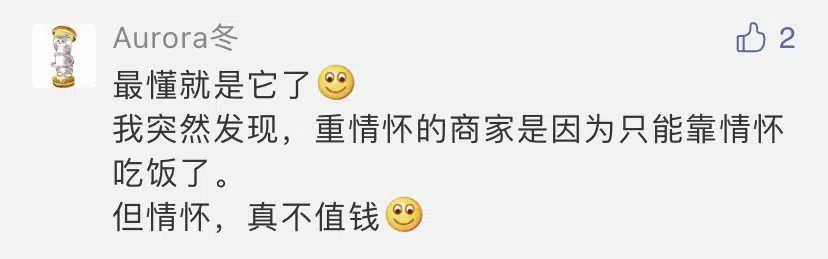 Aurora冬
2
最懂就是它了
我突然发现，重情怀的商家是因为只能靠情怀
吃饭了。
但情怀，真不值钱